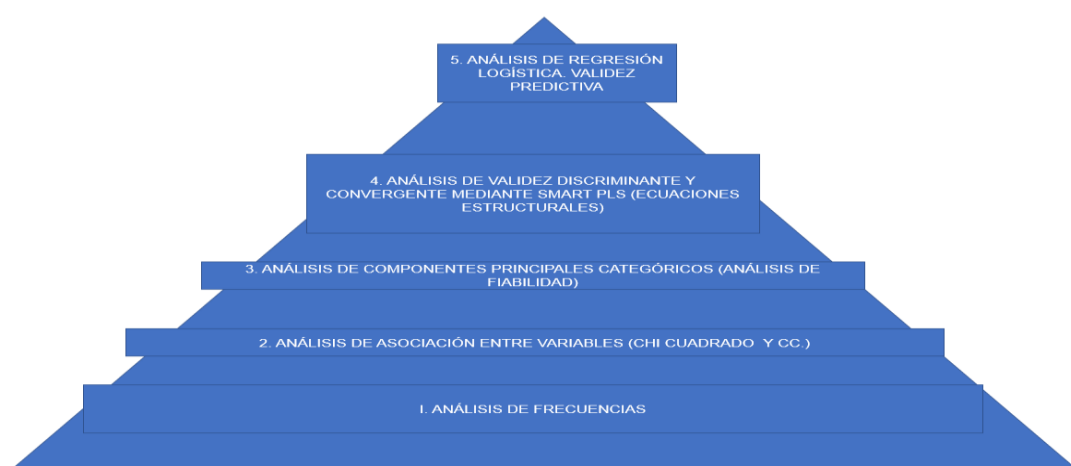 5. ANÁLISIS DE REGRESIÓN
LOGÍSTICA. VALIDEZ
PREDICTIVA
4. ANÁLISIS DE VALIDEZ DISCRIMINANTE Y
CONVERGENTE MEDIANTE SMART PLS (ECUACIONES
ESTRUCTURALES)
3. ANÁLISIS DE COMPONENTES PRINCIPALES CATEGÓRICOS (ANÁLISIS DE
FIABILIDAD)
2. ANÁLISIS DE ASOCIACIÓN ENTRE VARIABLES (CHI CUADRADO Y CC.)
I. ANÁLISIS DE FRECUENCIAS